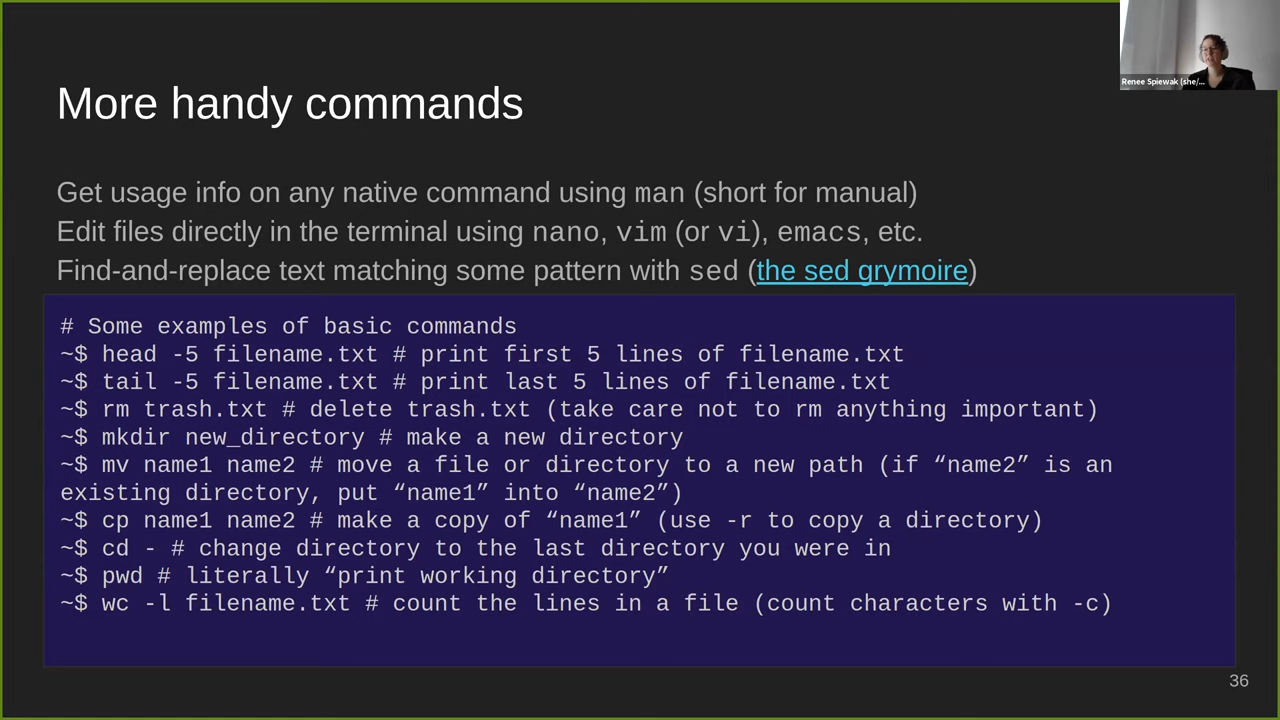 Renee Spiewak (she/...
More handy commands
Get usage info on any native command using man (short for manual)
Edit files directly in the terminal using nano, vim (or vi), emacs, etc.
Find-and-replace text matching some pattern with sed (the sed grymoire)
# Some examples of basic commands
~$ head -5 filename.txt # print first 5 lines of filename.txt
~$ tail -5 filename.txt # print last 5 lines of filename.txt
~$ rm trash.txt # delete trash.txt (take care not to rm anything important)
~$ mkdir new_directory # make a new directory
~$ mv name1 name2 # move a file or directory to a new path (if “name2” is an
existing directory, put “name1” into “name2”)
~$ cp name1 name2 # make a copy of “name1” (use -r to copy a directory)
~$ cd - # change directory to the last directory you were in
~$ pwd # literally “print working directory”
~$ wc -l filename.txt # count the lines in a file (count characters with -c)
36